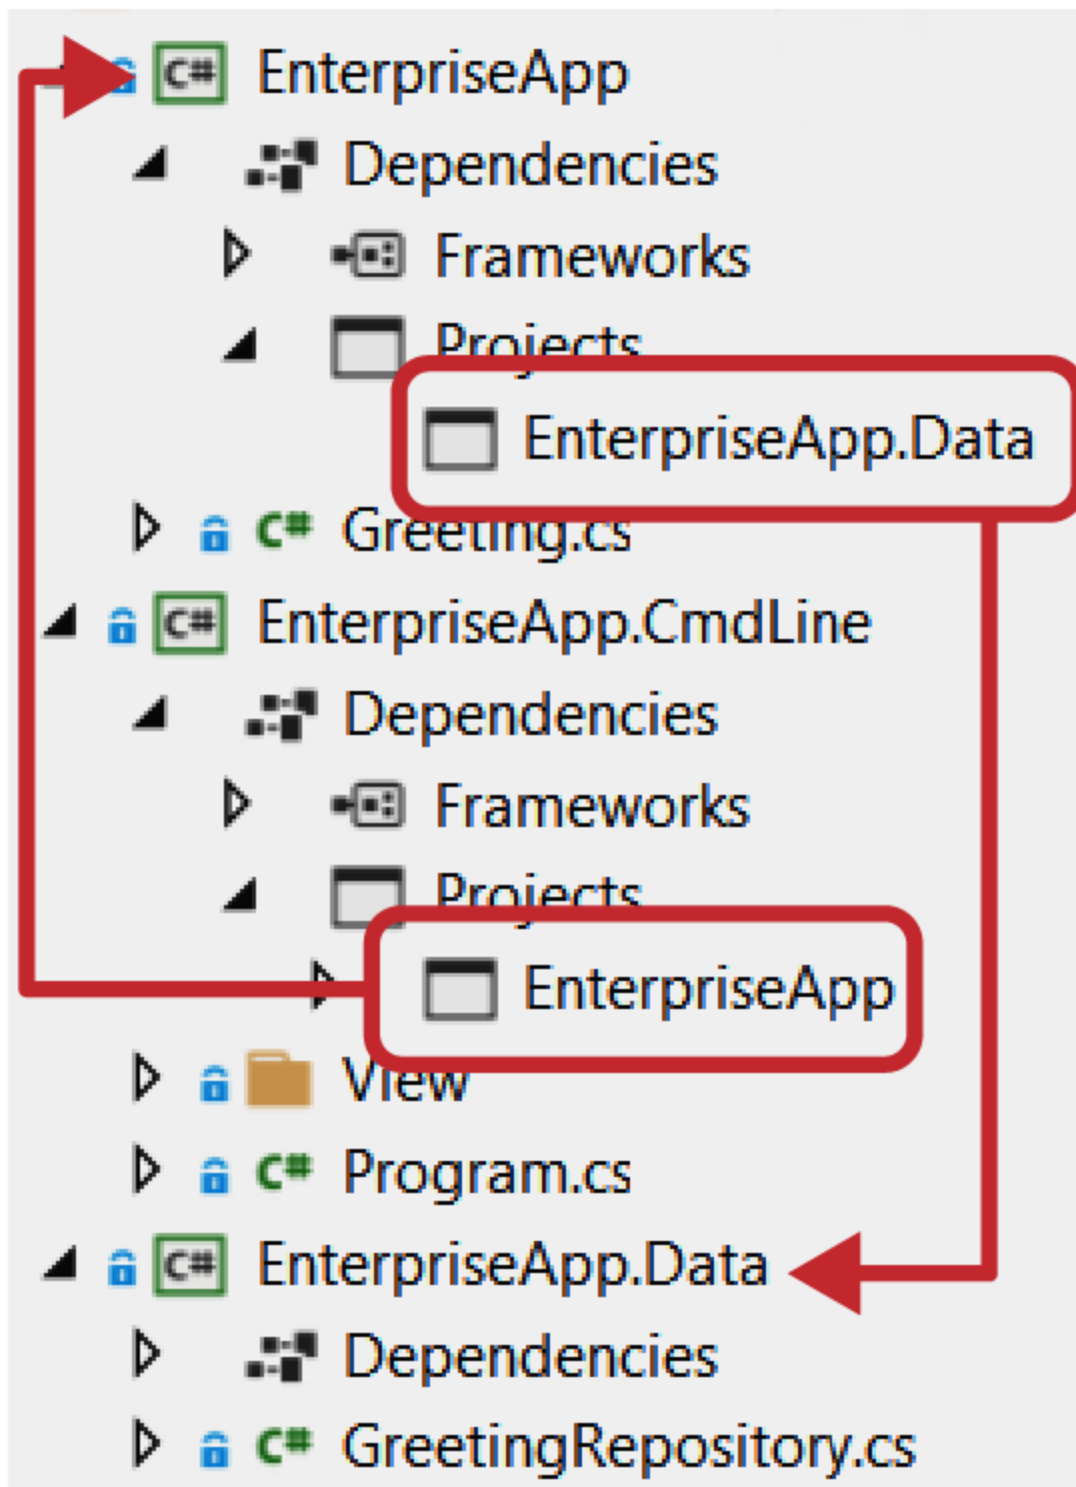 C# EnterpriseApp
Dependencies
Frameworks
Projects
EnterpriseApp.Data
C# Greeting.cs
C# EnterpriseApp.CmdLine
Dependencies
Frameworks
Projects
EnterpriseApp
View
C# Program.cs
C# EnterpriseApp.Data
Dependencies
C# GreetingRepository.cs